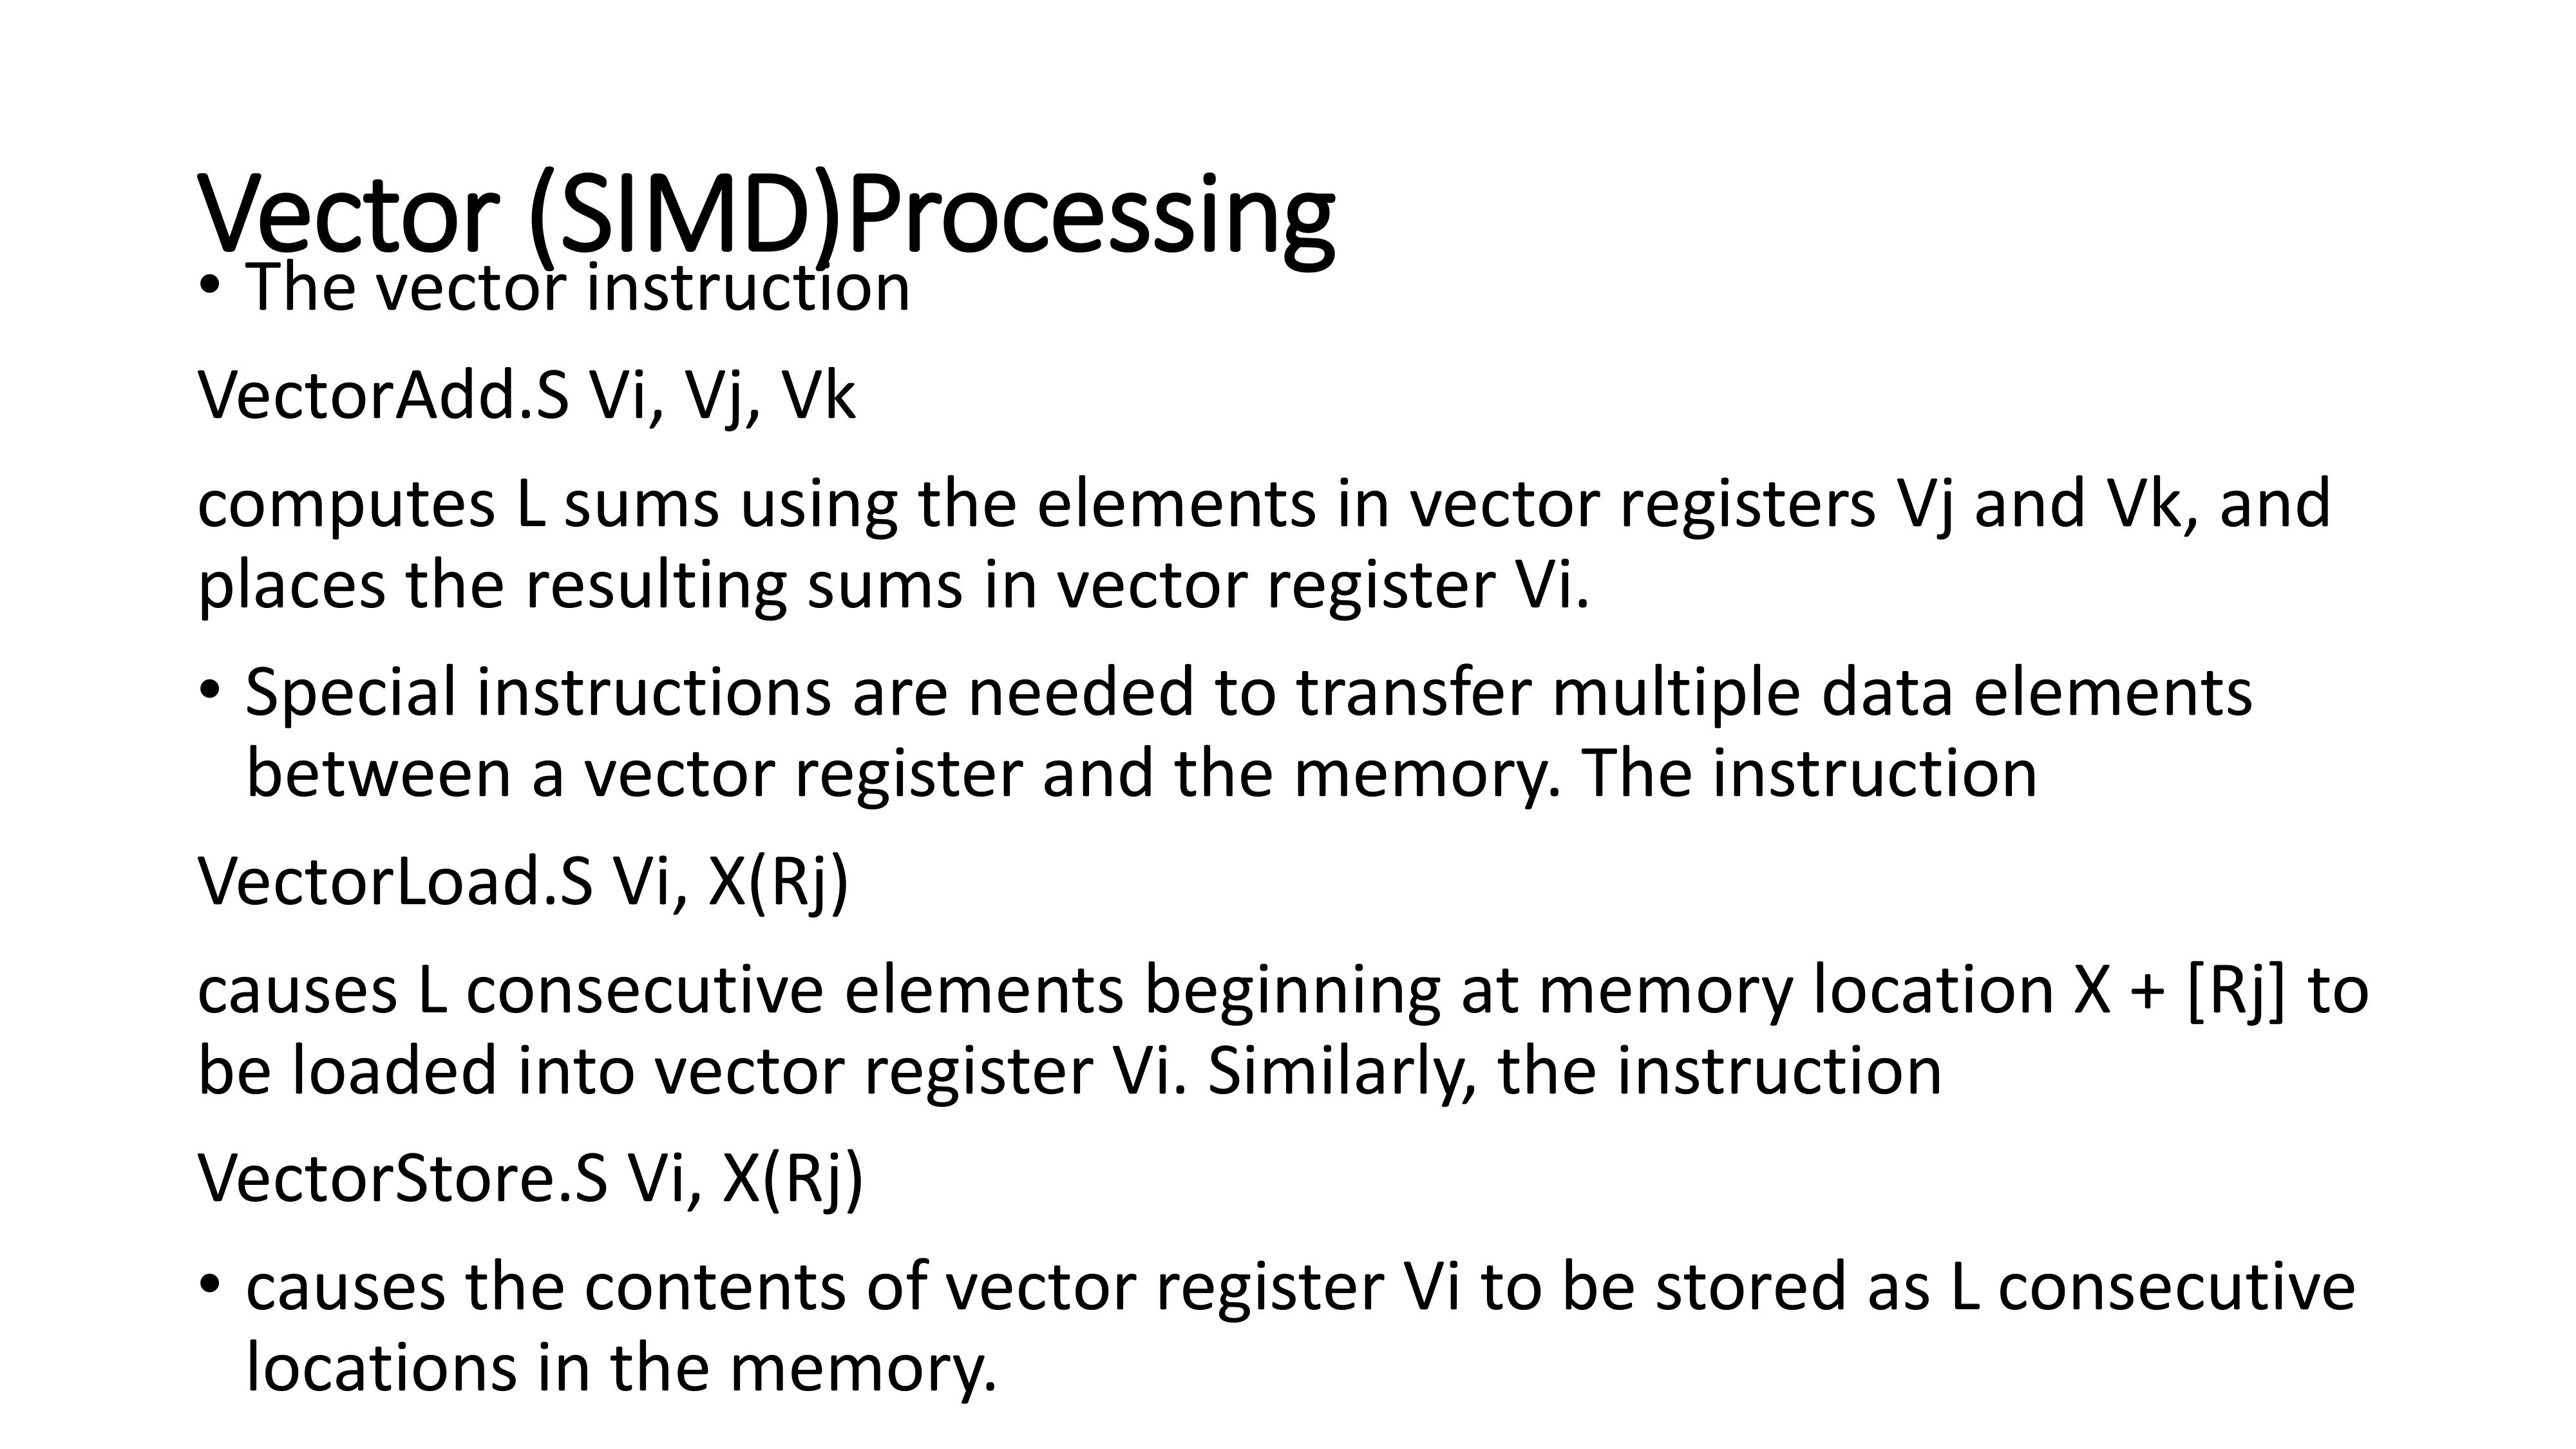 Vector (SIMD)Processing
• The vector instruction
VectorAdd.S Vi, Vj, Vk
computes L sums using the elements in vector registers Vj and Vk, and
places the resulting sums in vector register Vi.
• Special instructions are needed to transfer multiple data elements
between a vector register and the memory. The instruction
VectorLoad.S Vi, X(Rj)
causes L consecutive elements beginning at memory location X + [Rj] to
be loaded into vector register Vi. Similarly, the instruction
VectorStore.S Vi, X(Rj)
• causes the contents of vector register Vi to be stored as L consecutive
locations in the memory.